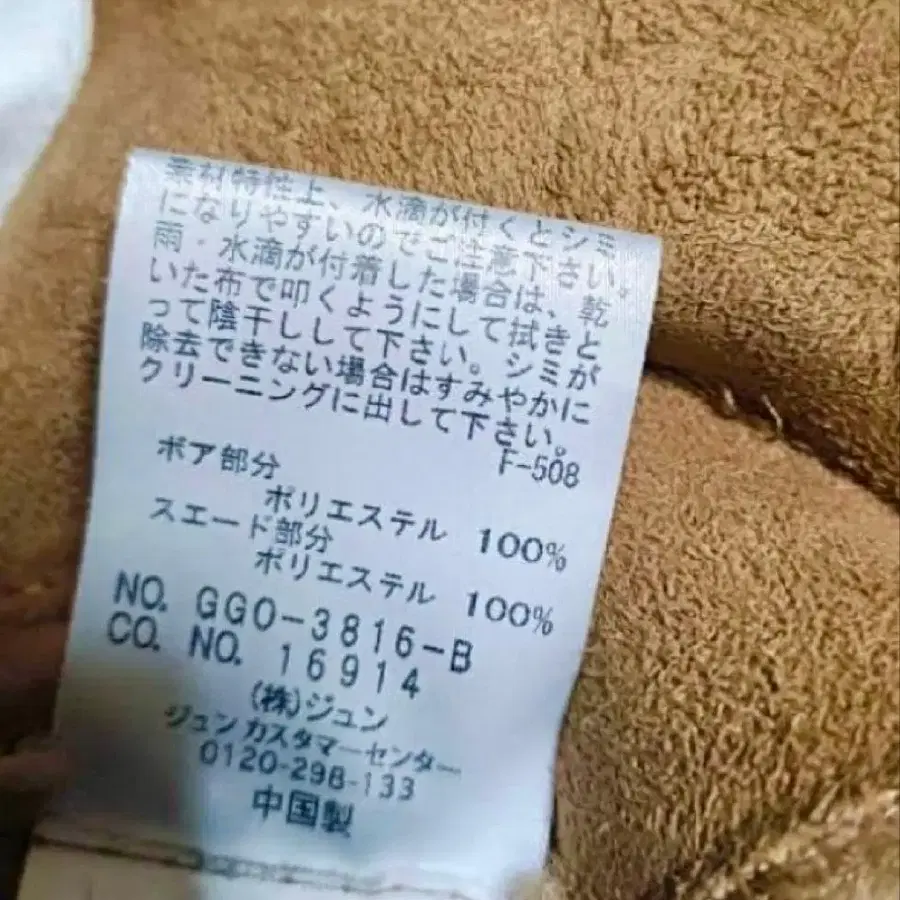 素材特性上、水滴が付くとシミ
になりやすいのでご注意下さい。
雨・水滴が付着した場合は、乾
いた布で叩くようにして拭きと
って陰干しして下さい。シミが
除去できない場合はすみやかに
クリーニングに出して下さい。
F-508
ボア部分
ポリエステル 100%
スエード部分
ポリエステル 100%
NO. GGO-3816-B
CO. NO. 16914
(株)ジュン
ジュンカスタマーセンター
0120-298-133
中国製